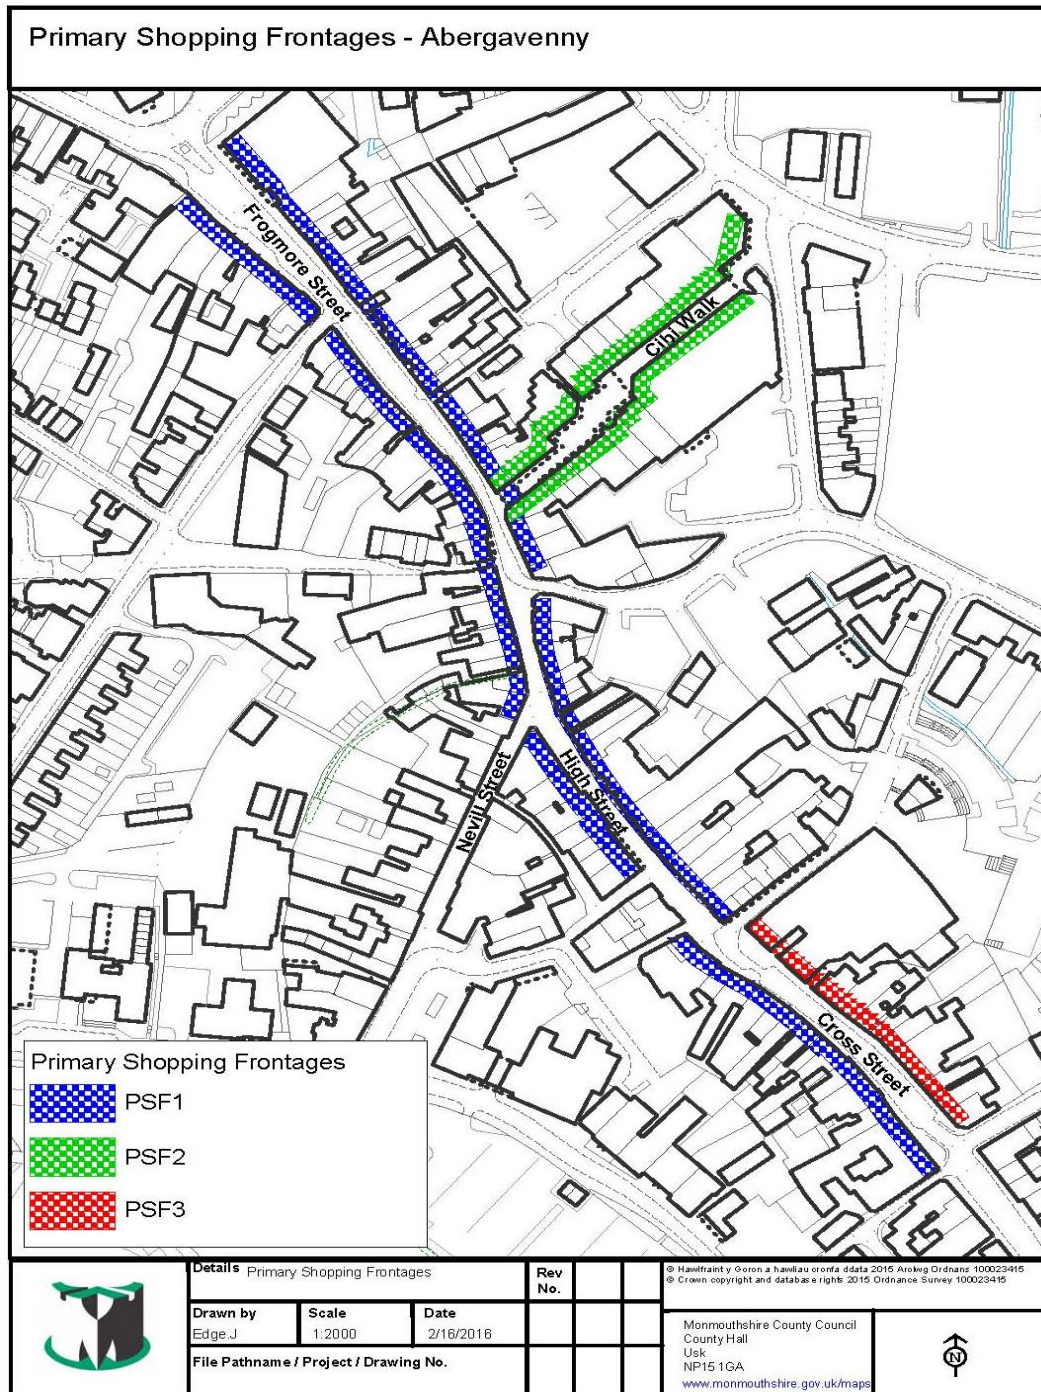 Primary Shopping Frontages - Abergavenny
Frogmore Street
Cibi Walk
High Street
Nevill Street
Cross Street
Primary Shopping Frontages
PSF1
PSF2
PSF3
Details Primary Shopping Frontages
Rev No.
Drawn by
Edge.J
Scale
1:2000
Date
2/16/2016
File Pathname / Project / Drawing No.
© Hawlfraint y Goron a hawliau cronfa ddata 2015 Arolwg Ordnans 100023415
© Crown copyright and database rights 2015 Ordnance Survey 100023415
Monmouthshire County Council
County Hall
Usk
NP15 1GA
www.monmouthshire.gov.uk/maps
N